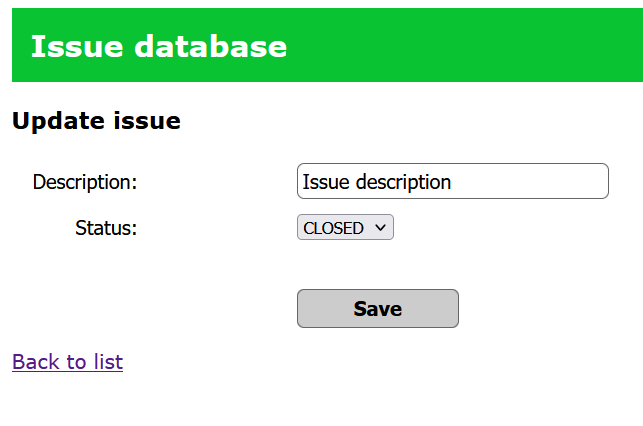 Issue database
Update issue
Description: Issue description
Status: CLOSED
Save
Back to list